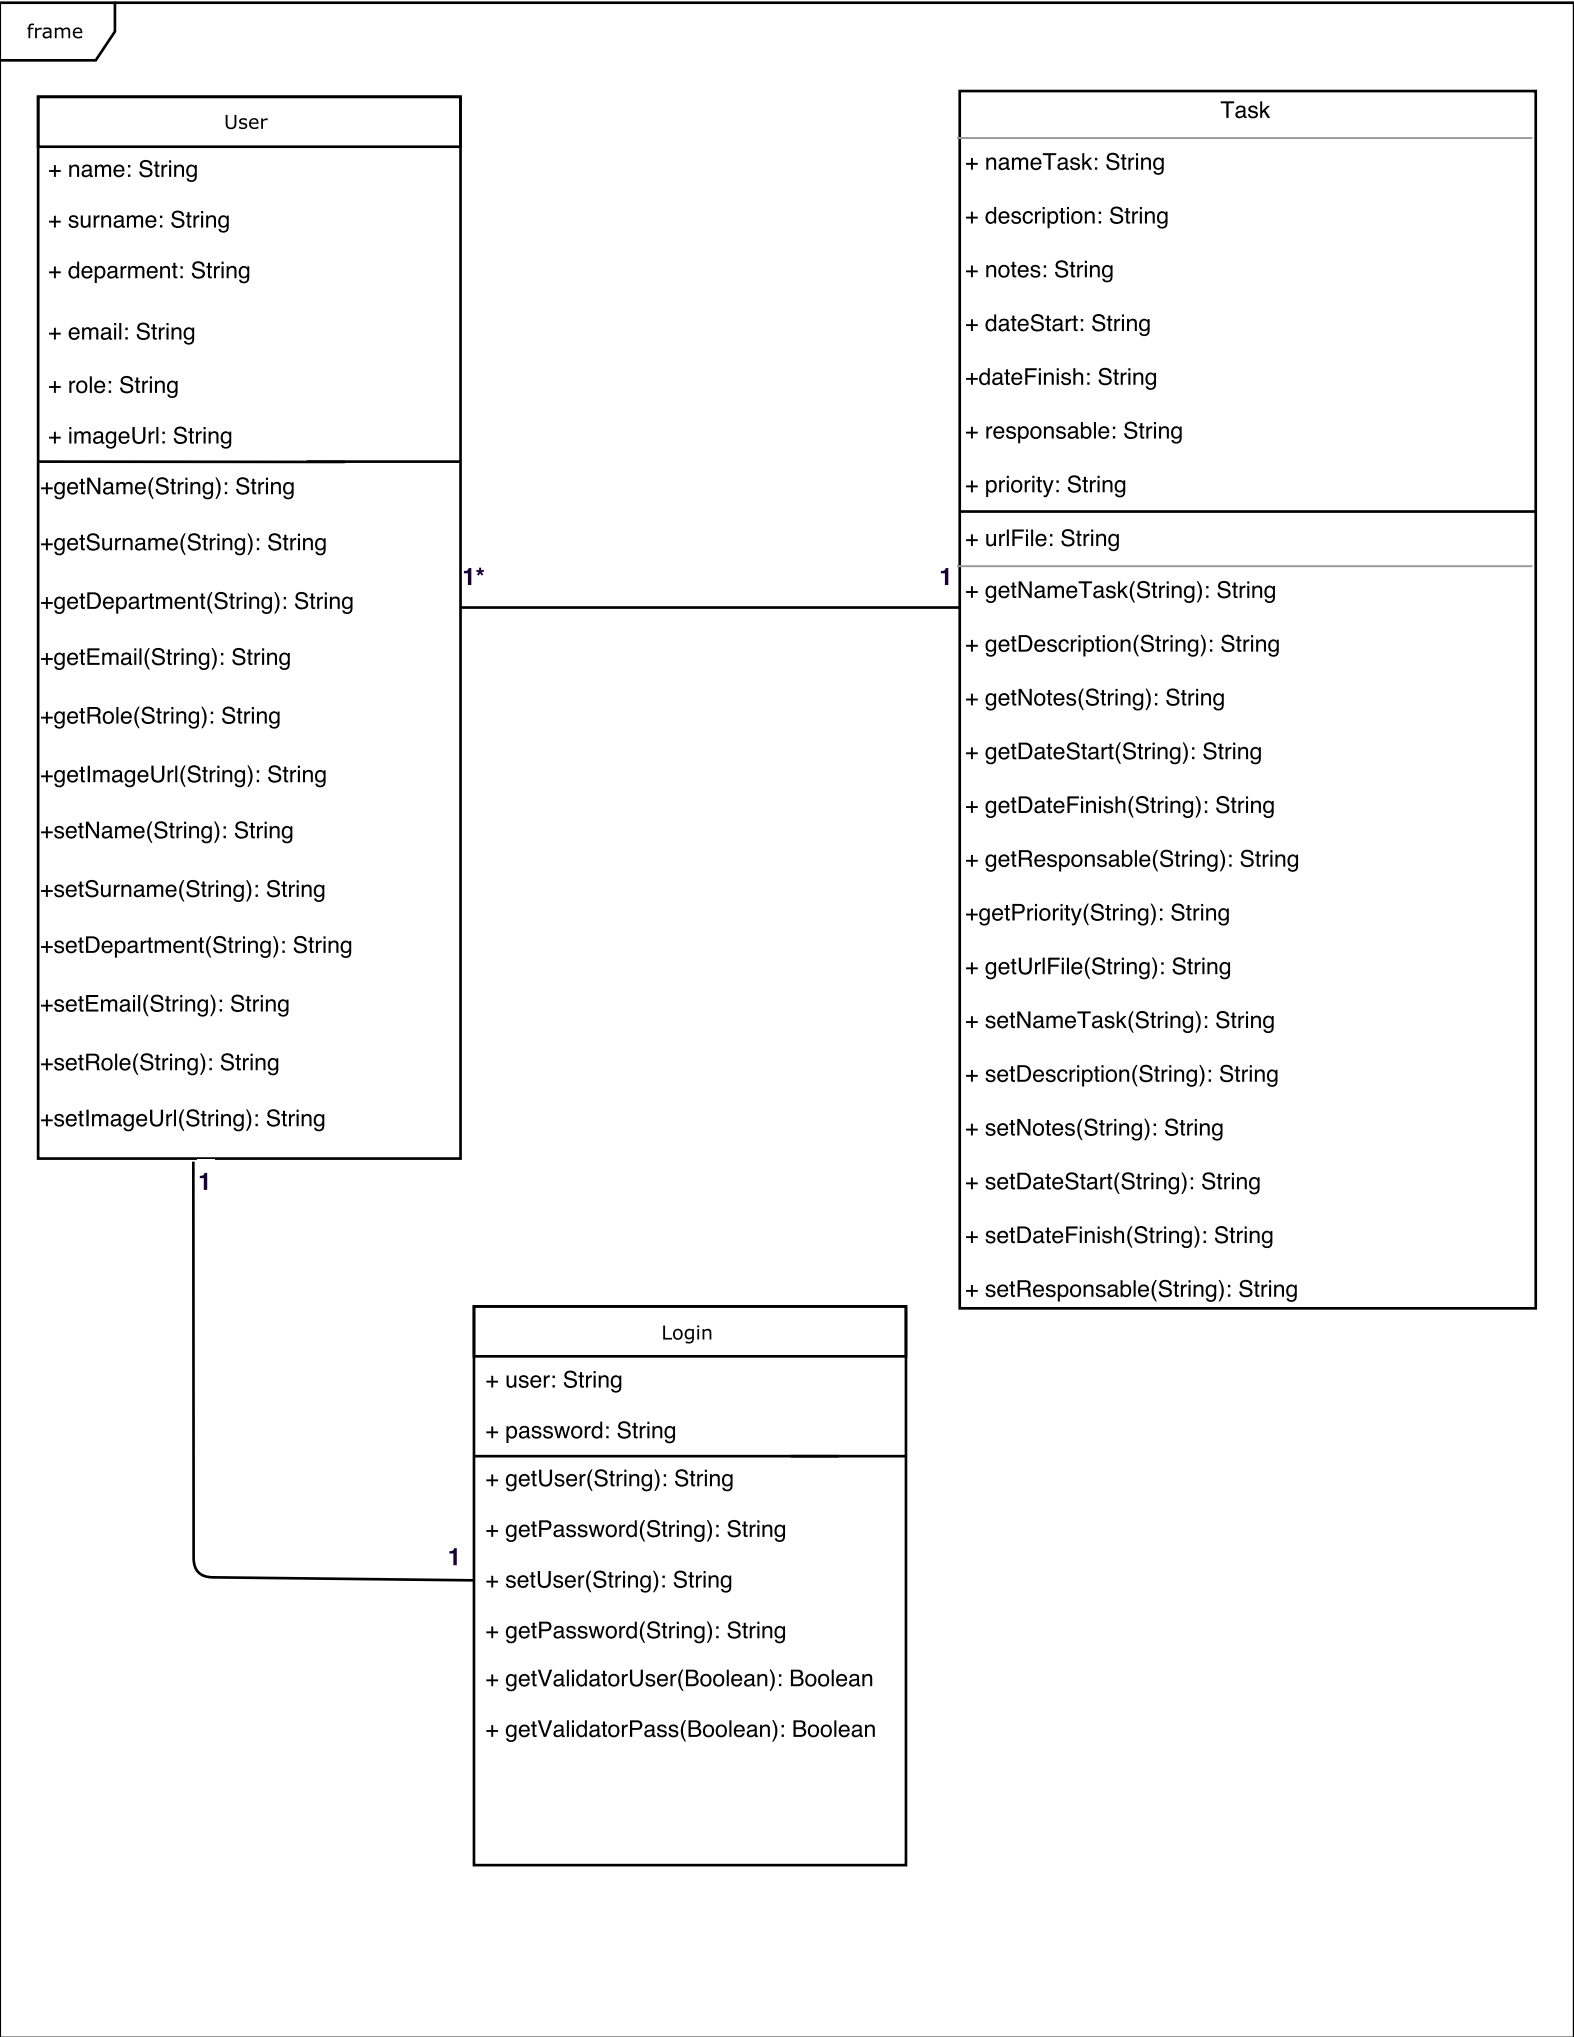 frame
User
+ name: String
+ surname: String
+ deparment: String
+ email: String
+ role: String
+ imageUrl: String
+getName(String): String
+getSurname(String): String
+getDepartment(String): String
+getEmail(String): String
+getRole(String): String
+getImageUrl(String): String
+setName(String): String
+setSurname(String): String
+setDepartment(String): String
+setEmail(String): String
+setRole(String): String
+setImageUrl(String): String
1*
1
Task
+ nameTask: String
+ description: String
+ notes: String
+ dateStart: String
+dateFinish: String
+ responsable: String
+ priority: String
+ urlFile: String
+ getNameTask(String): String
+ getDescription(String): String
+ getNotes(String): String
+ getDateStart(String): String
+ getDateFinish(String): String
+ getResponsable(String): String
+getPriority(String): String
+ getUrlFile(String): String
+ setNameTask(String): String
+ setDescription(String): String
+ setNotes(String): String
+ setDateStart(String): String
+ setDateFinish(String): String
+ setResponsable(String): String
1
1
Login
+ user: String
+ password: String
+ getUser(String): String
+ getPassword(String): String
+ setUser(String): String
+ getPassword(String): String
+ getValidatorUser(Boolean): Boolean
+ getValidatorPass(Boolean): Boolean